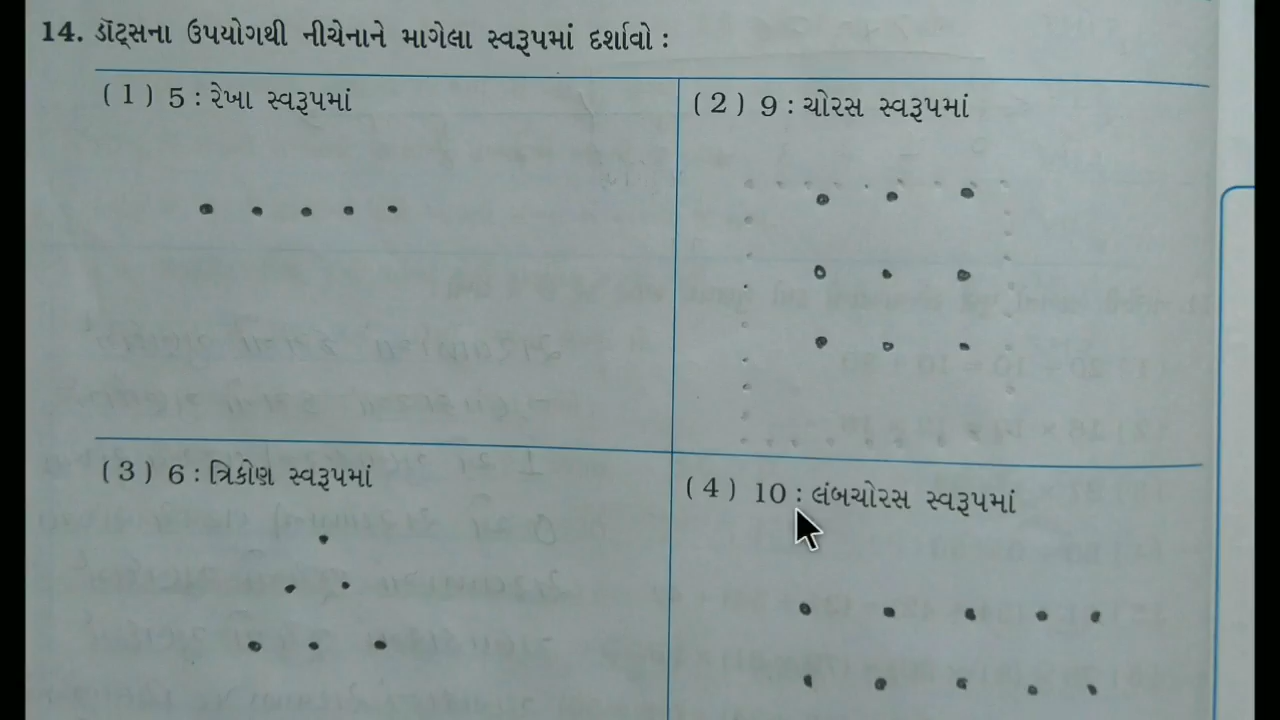 14. ડૉટ્સના ઉપયોગથી નીચેનાને માગેલા સ્વરૂપમાં દર્શાવો :
(1) 5 : રેખા સ્વરૂપમાં
(2) 9 : ચોરસ સ્વરૂપમાં
(3) 6 : ત્રિકોણ સ્વરૂપમાં
(4) 10 : લંબચોરસ સ્વરૂપમાં